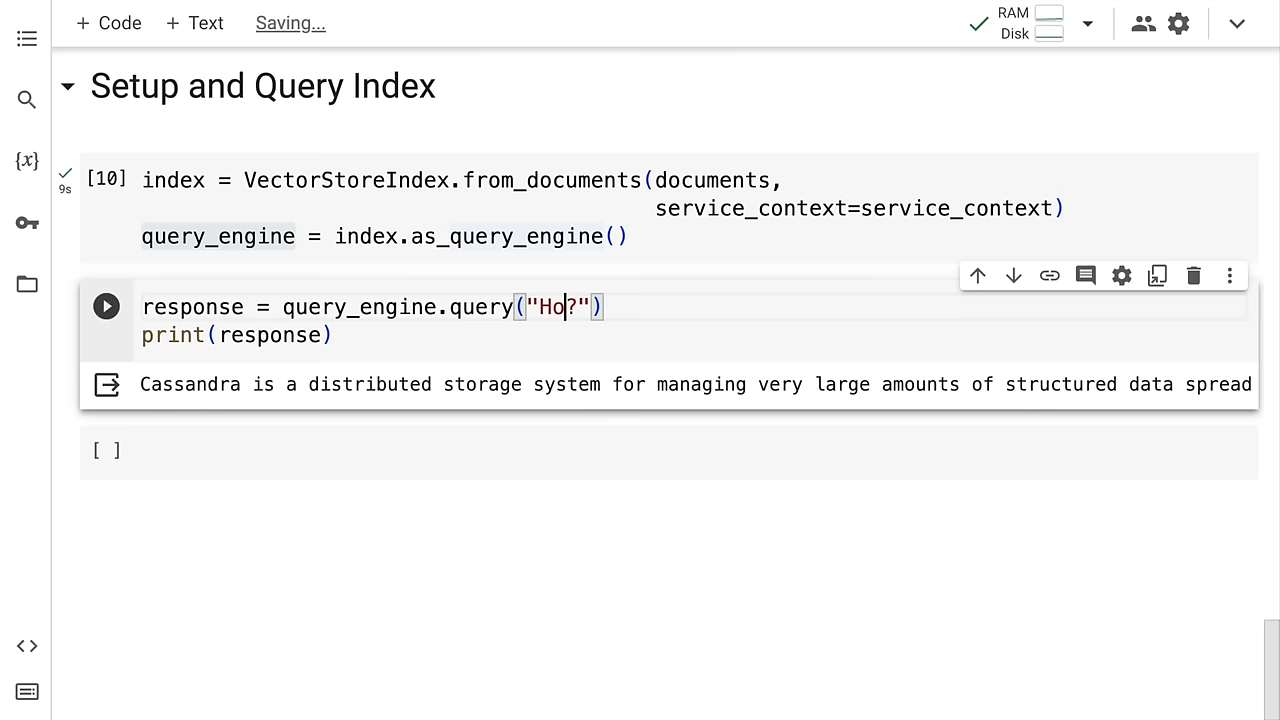 + Code + Text Saving...
RAM
Disk
Setup and Query Index
{x}
9s
[10] index = VectorStoreIndex.from_documents(documents,
service_context=service_context)
query_engine = index.as_query_engine()
response = query_engine.query("Ho?")
print(response)
Cassandra is a distributed storage system for managing very large amounts of structured data spread
[ ]